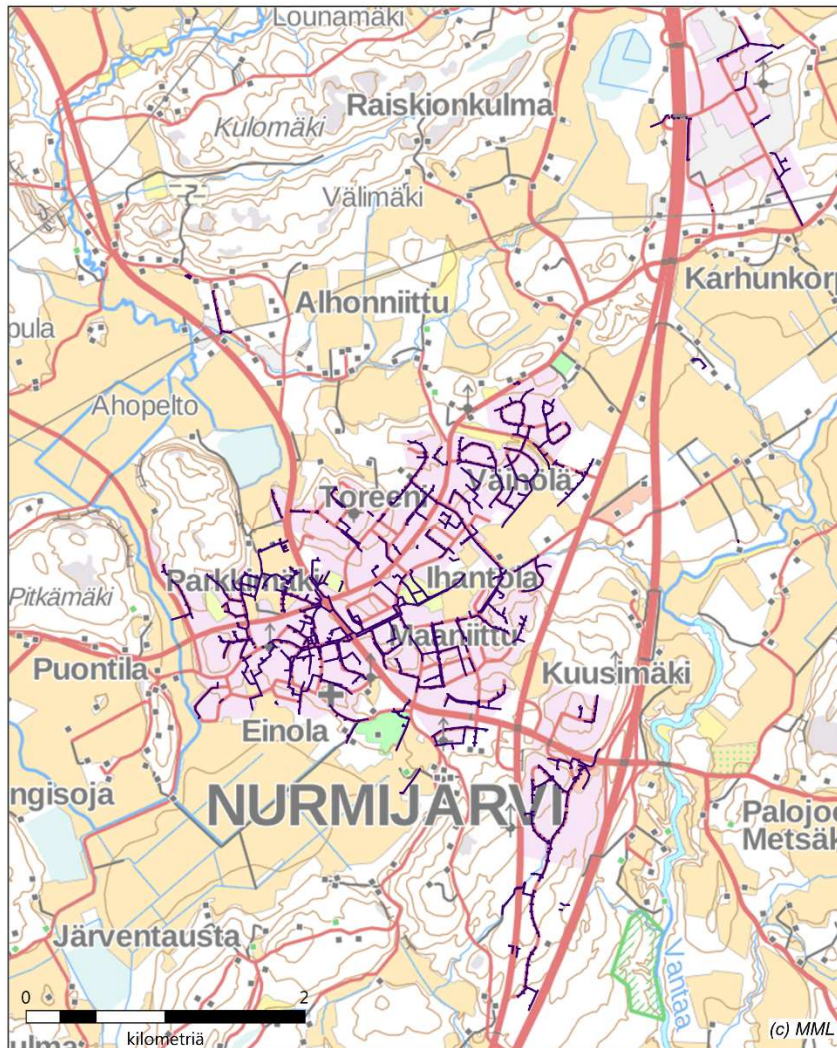 Lounamäki
Raiskionkulma
Kulomäki
Välimäki
Karhunkorp
Alhonniittu
pula
Ahopelto
Väinölä
Toreeni
Parkkimäki
Ihantola
Pitkämäki
Maaniittu
Puontila
Kuusimäki
Einola
ngisoja
NURMIJÄRVI
Palojo
Metsäk
Järventausta
Vantaa
0 2
kilometriä
(c) MML
ulma